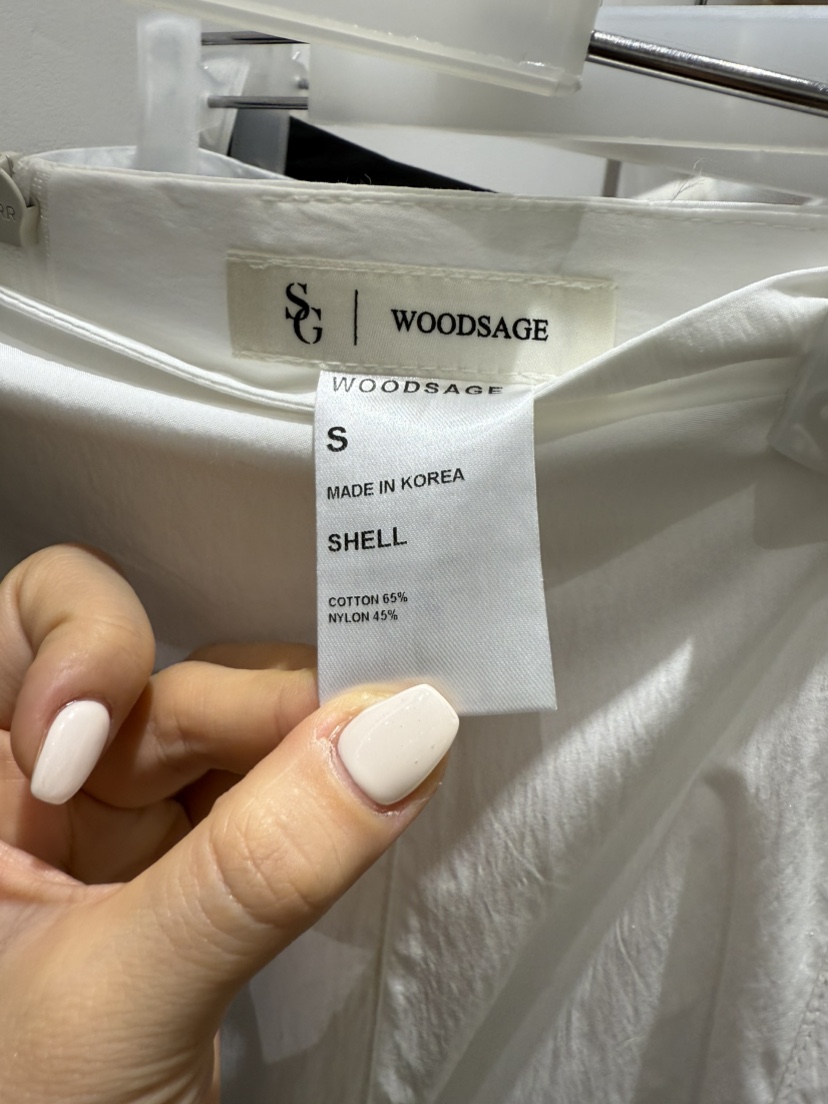 SG | WOODSAGE
WOODSAGE
S
MADE IN KOREA
SHELL
COTTON 65%
NYLON 45%